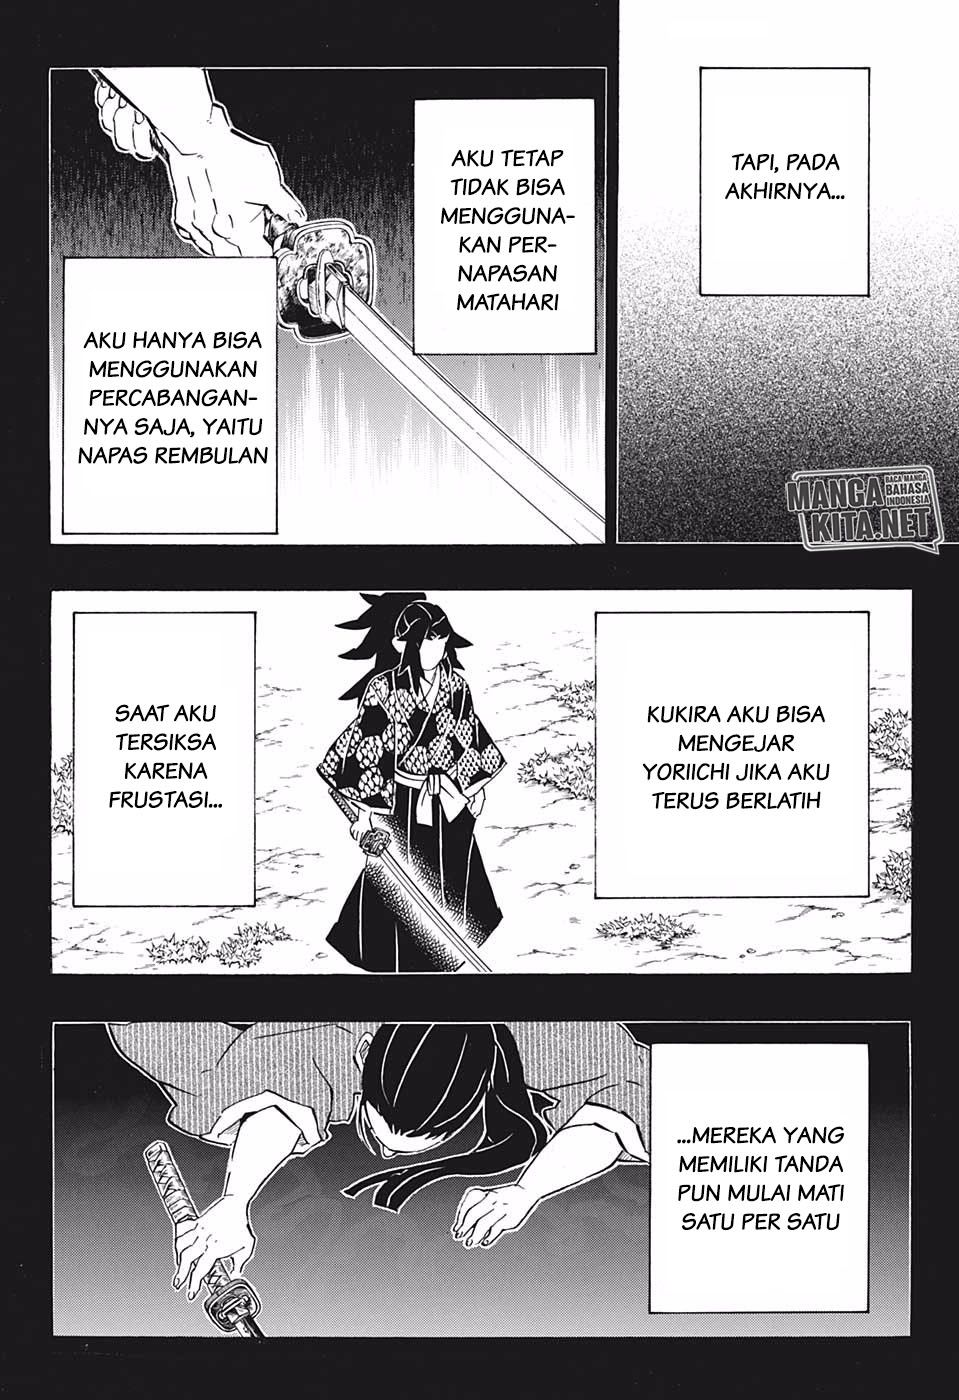 TAPI, PADA
AKHIRNYA...
AKU TETAP
TIDAK BISA
MENGGUNA-
KAN PER-
NAPASAN
MATAHARI
AKU HANYA BISA
MENGGUNAKAN
PERCABANGAN-
NYA SAJA, YAITU
NAPAS REMBULAN
MANGA
BACA MANGA
BAHASA
INDONESIA
KITA.NET
KUKIRA AKU BISA
MENGEJAR
YORIICHI JIKA AKU
TERUS BERLATIH
SAAT AKU
TERSIKSA
KARENA
FRUSTASI...
...MEREKA YANG
MEMILIKI TANDA
PUN MULAI MATI
SATU PER SATU